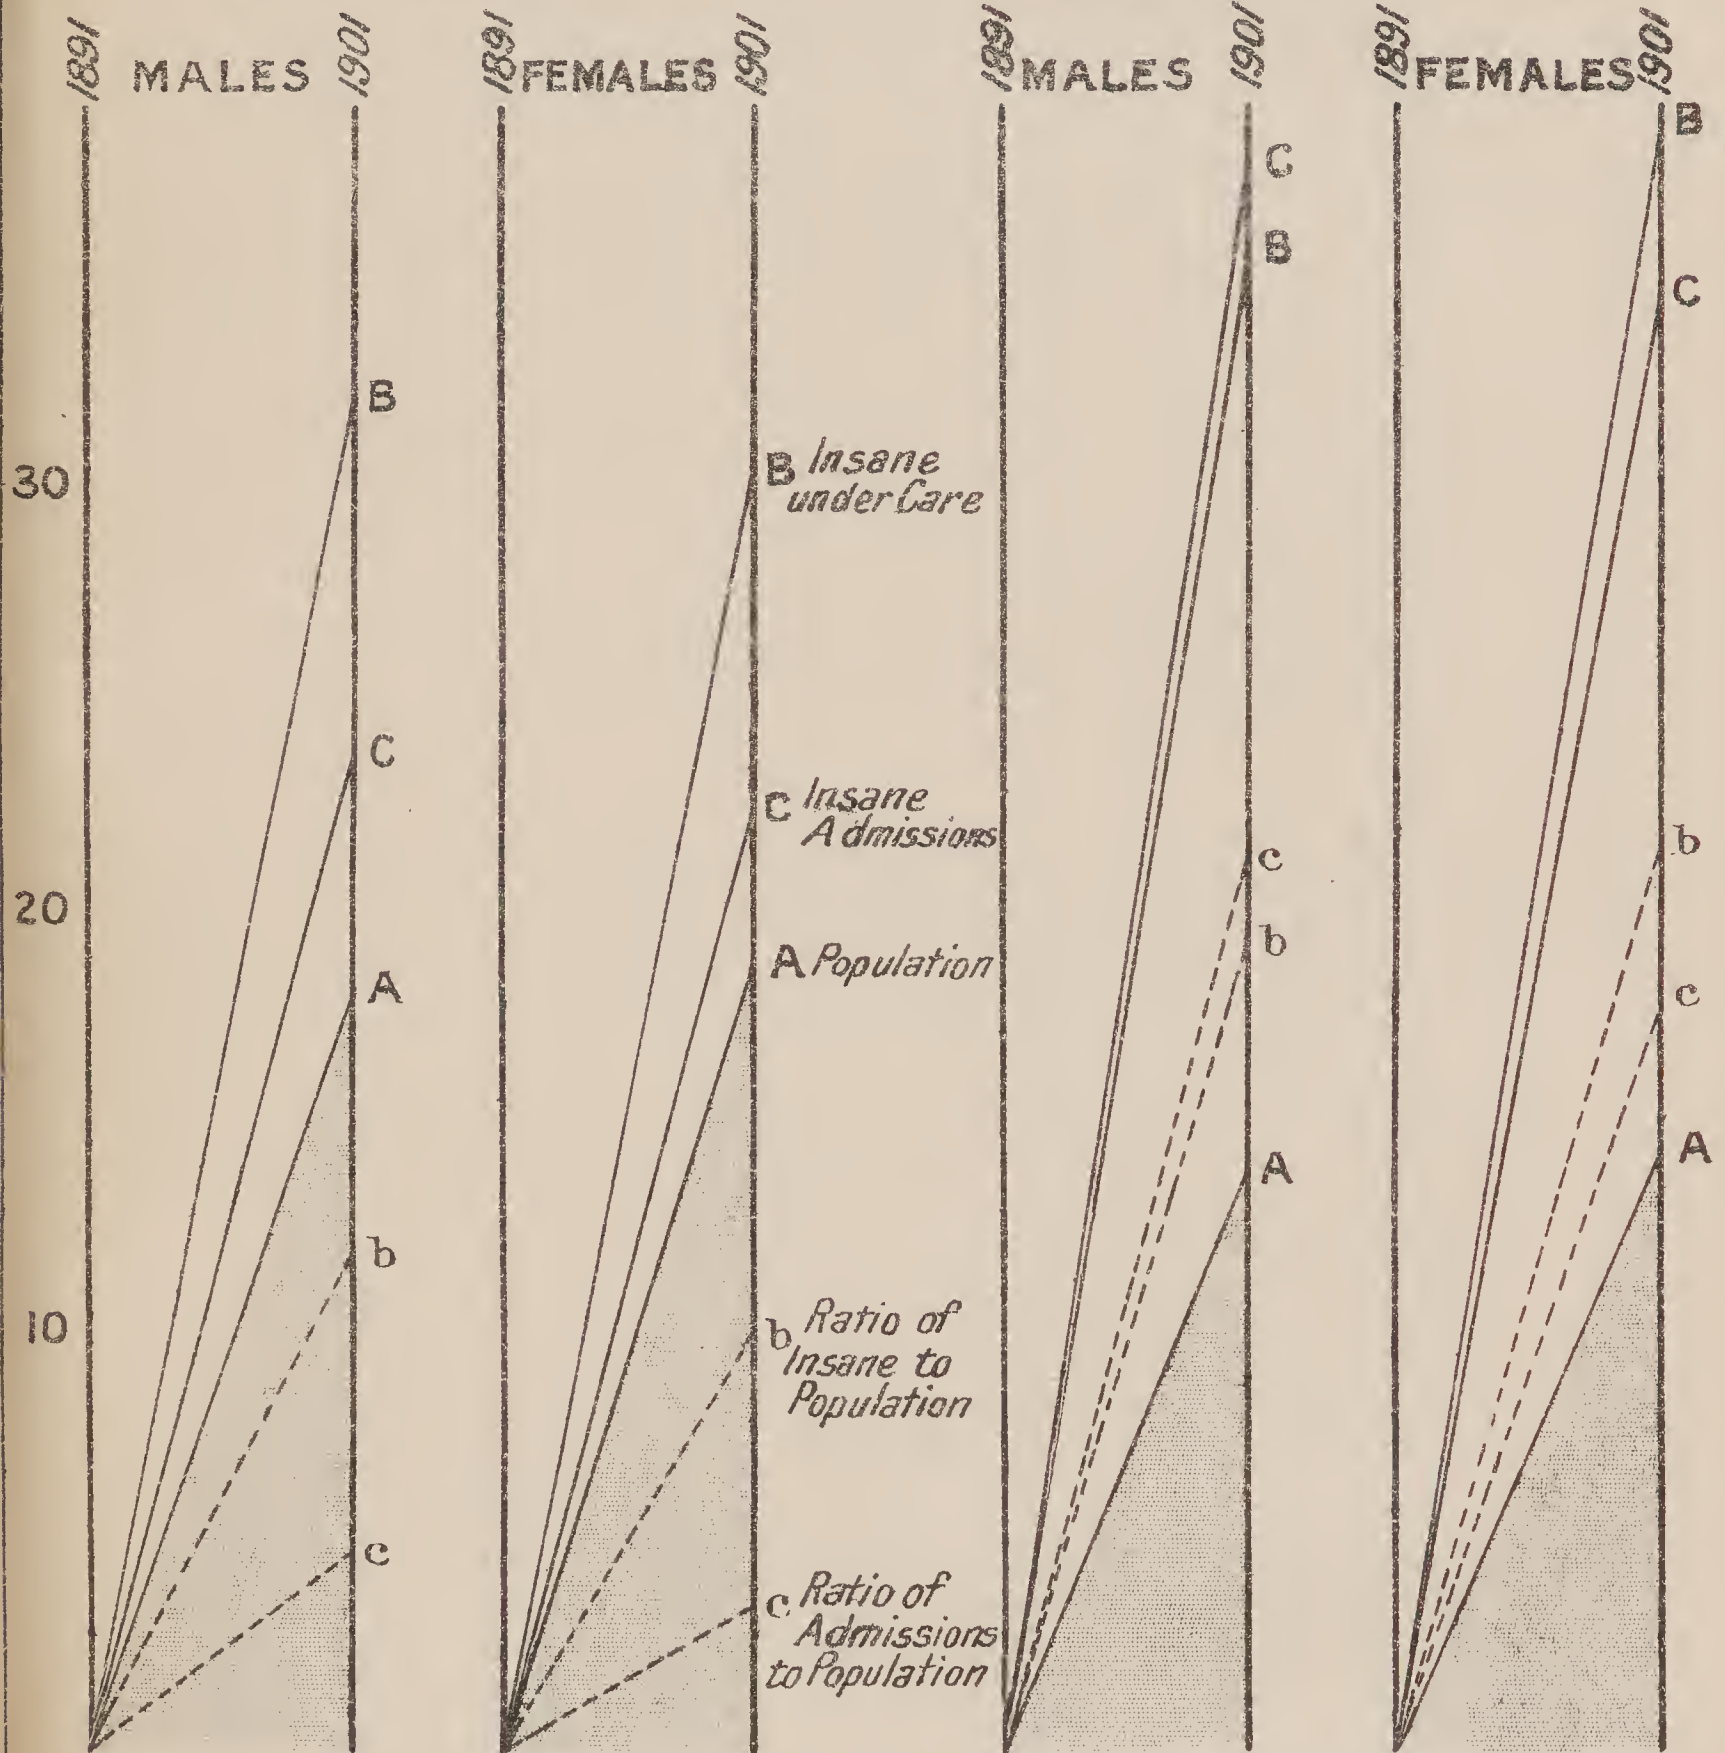 1891 MALES 1901 1891 FEMALES 1901 1891 MALES 1901 1891 FEMALES 1901
B
C
B
C
B
30
B Insane
under Care
C
C Insane
Admissions
b
c
20
b
A Population
A
c
A
A
b
10
b Ratio of
Insane to
Population
c
c Ratio of
Admissions
to Population